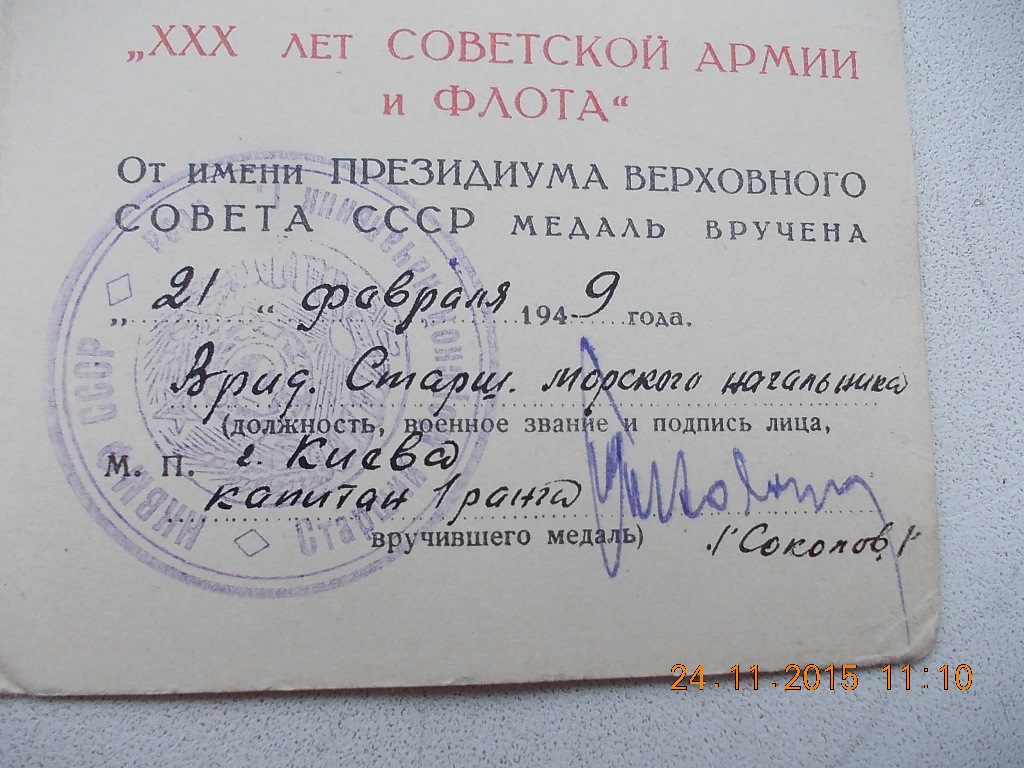 „XXX ЛЕТ СОВЕТСКОЙ АРМИИ
и ФЛОТА“
От имени ПРЕЗИДИУМА ВЕРХОВНОГО
СОВЕТА СССР МЕДАЛЬ ВРУЧЕНА
„21“ февраля 1949 года.
Врид. Старш. морского начальника
(должность, военное звание и подпись лица,
М. П. г. Киева
капитан 1 ранга
вручившего медаль) /Соколов/
СССР
24.11.2015 11:10